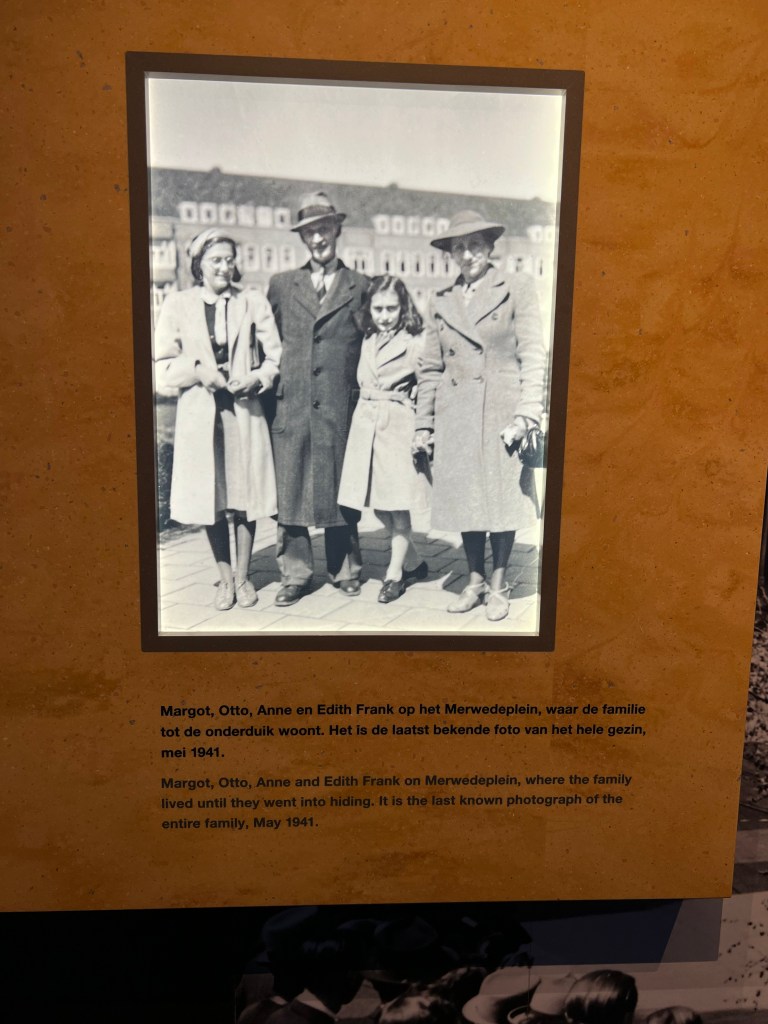 Margot, Otto, Anne en Edith Frank op het Merwedeplein, waar de familie
tot de onderduik woont. Het is de laatst bekende foto van het hele gezin,
mei 1941.
Margot, Otto, Anne and Edith Frank on Merwedeplein, where the family
lived until they went into hiding. It is the last known photograph of the
entire family, May 1941.